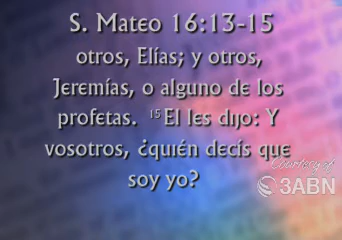 S. Mateo 16:13-15
otros, Elías; y otros,
Jeremías, o alguno de los
profetas. 15 El les dijo: Y
vosotros, ¿quién decís que
soy yo?
Courtesy of
3ABN